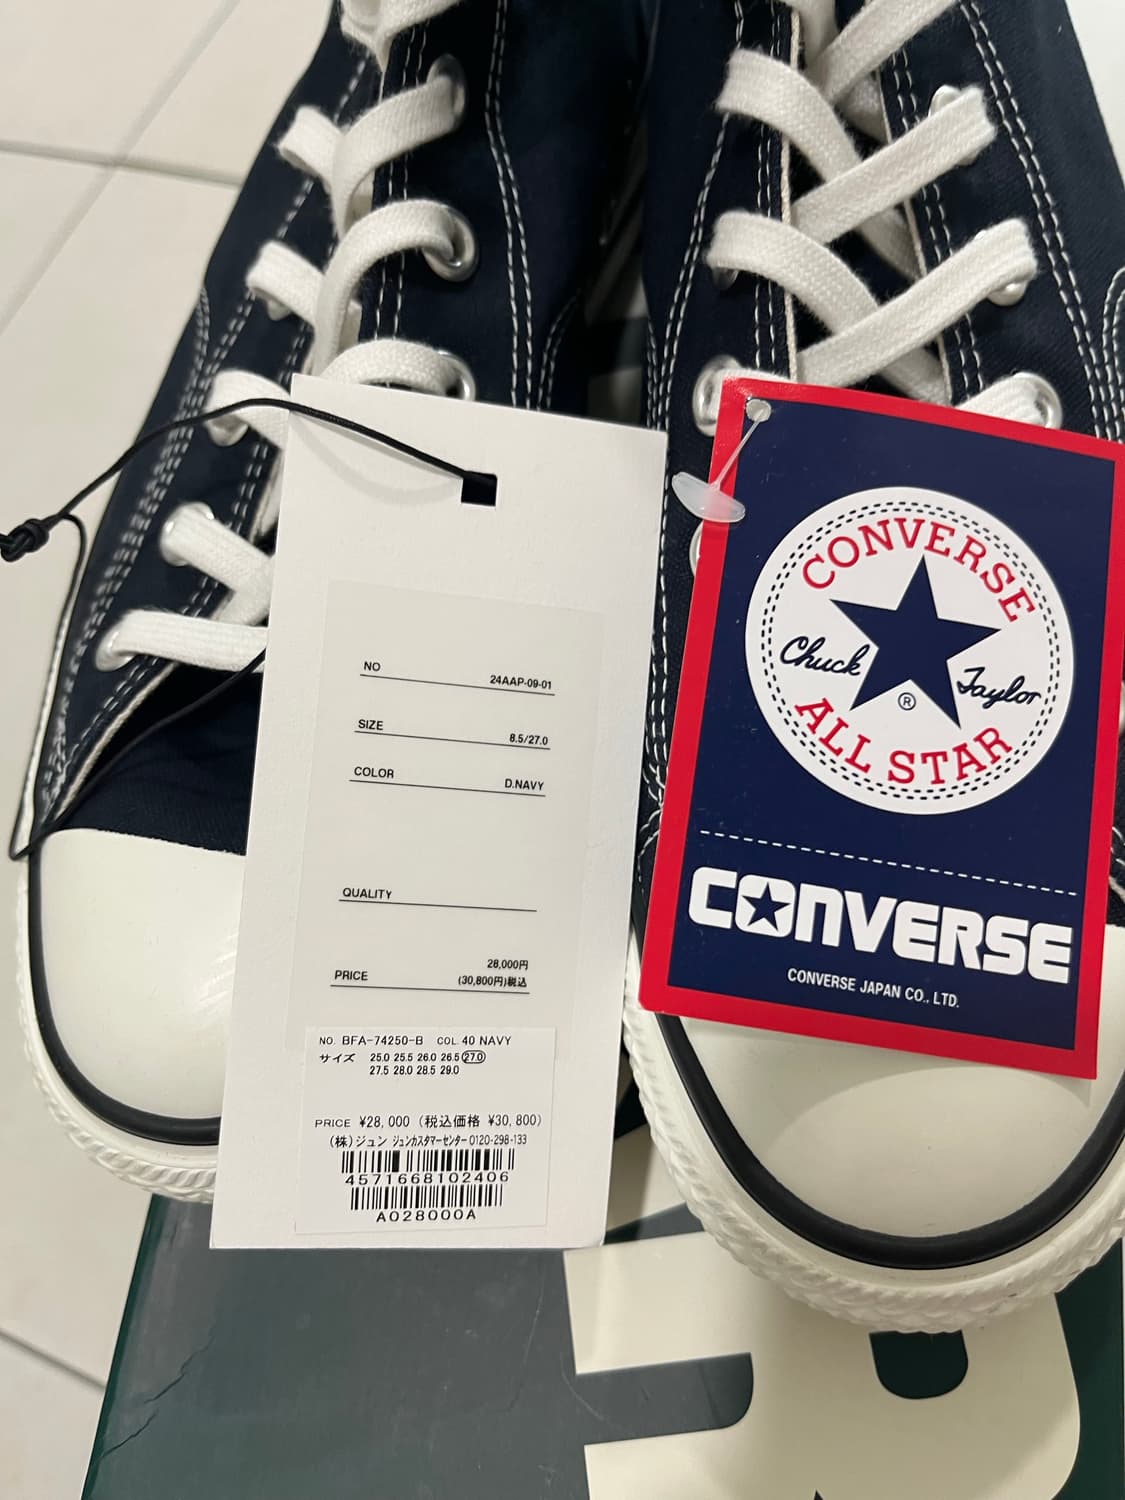 NO
24AAP-09-01
SIZE
8.5/27.0
COLOR
D.NAVY
QUALITY
28,000円
PRICE
(30,800円)税込
NO. BFA-74250-B COL. 40 NAVY
サイズ 25.0 25.5 26.0 26.5 27.0
27.5 28.0 28.5 29.0
PRICE ¥28,000 (税込価格 ¥30,800)
(株)ジュン ジュンカスタマーセンター 0120-298-133
4571668102406
A028000A
CONVERSE
Chuck Taylor
®
ALL STAR
CONVERSE
CONVERSE JAPAN CO., LTD.